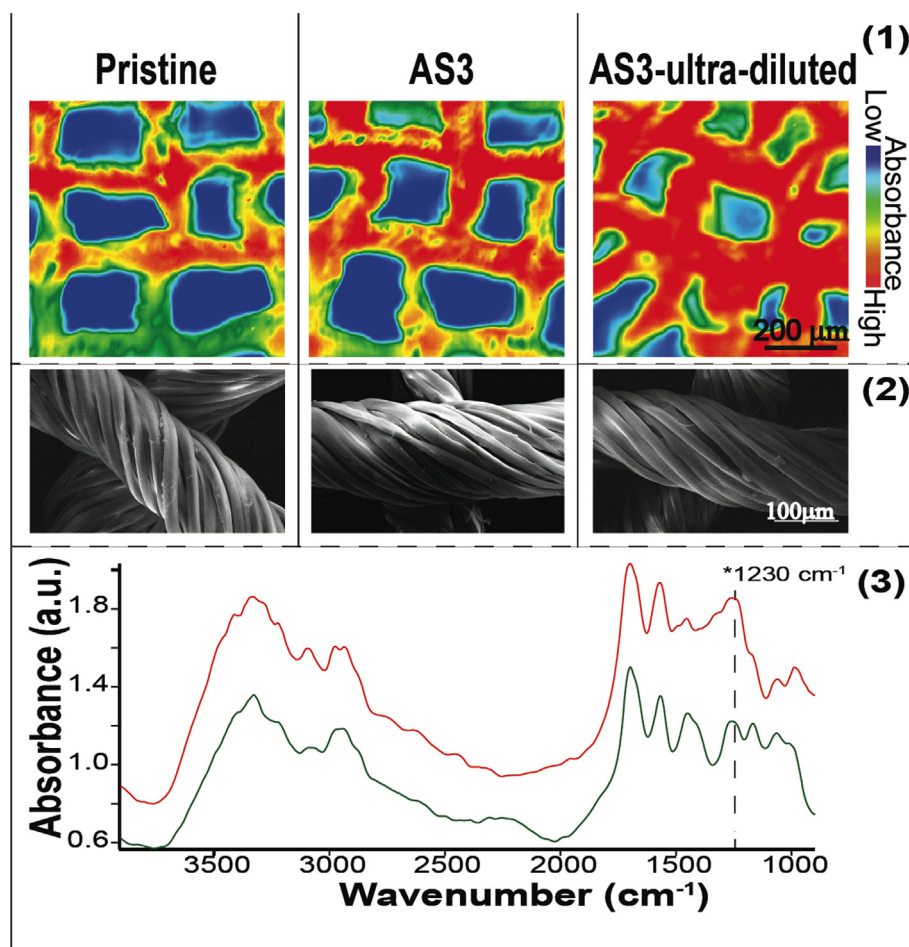 (1)
Pristine
AS3
AS3-ultra-diluted
Low
Absorbance
High
200 µm
(2)
100µm
(3)
*1230 cm-1
Absorbance (a.u.)
1.8
1.4
1.0
0.6
3500 3000 2500 2000 1500 1000
Wavenumber (cm-1)